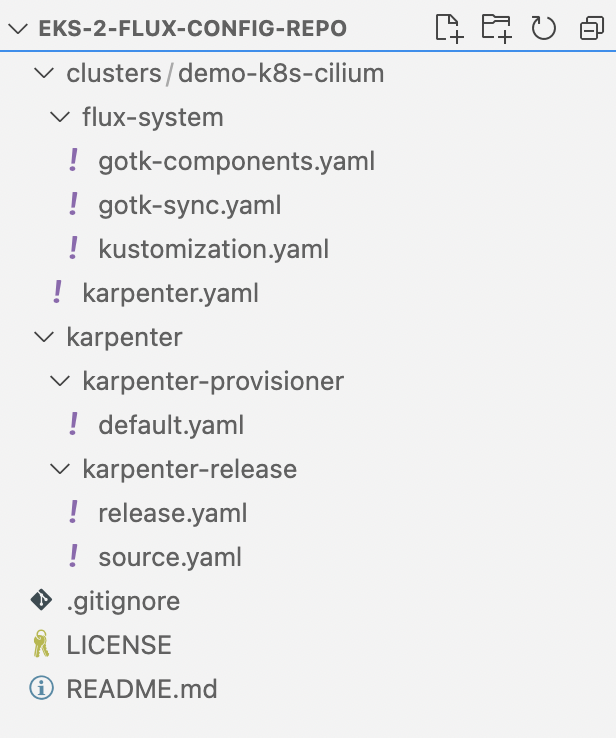 EKS-2-FLUX-CONFIG-REPO
clusters/demo-k8s-cilium
flux-system
! gotk-components.yaml
! gotk-sync.yaml
! kustomization.yaml
! karpenter.yaml
karpenter
karpenter-provisioner
! default.yaml
karpenter-release
! release.yaml
! source.yaml
.gitignore
LICENSE
README.md